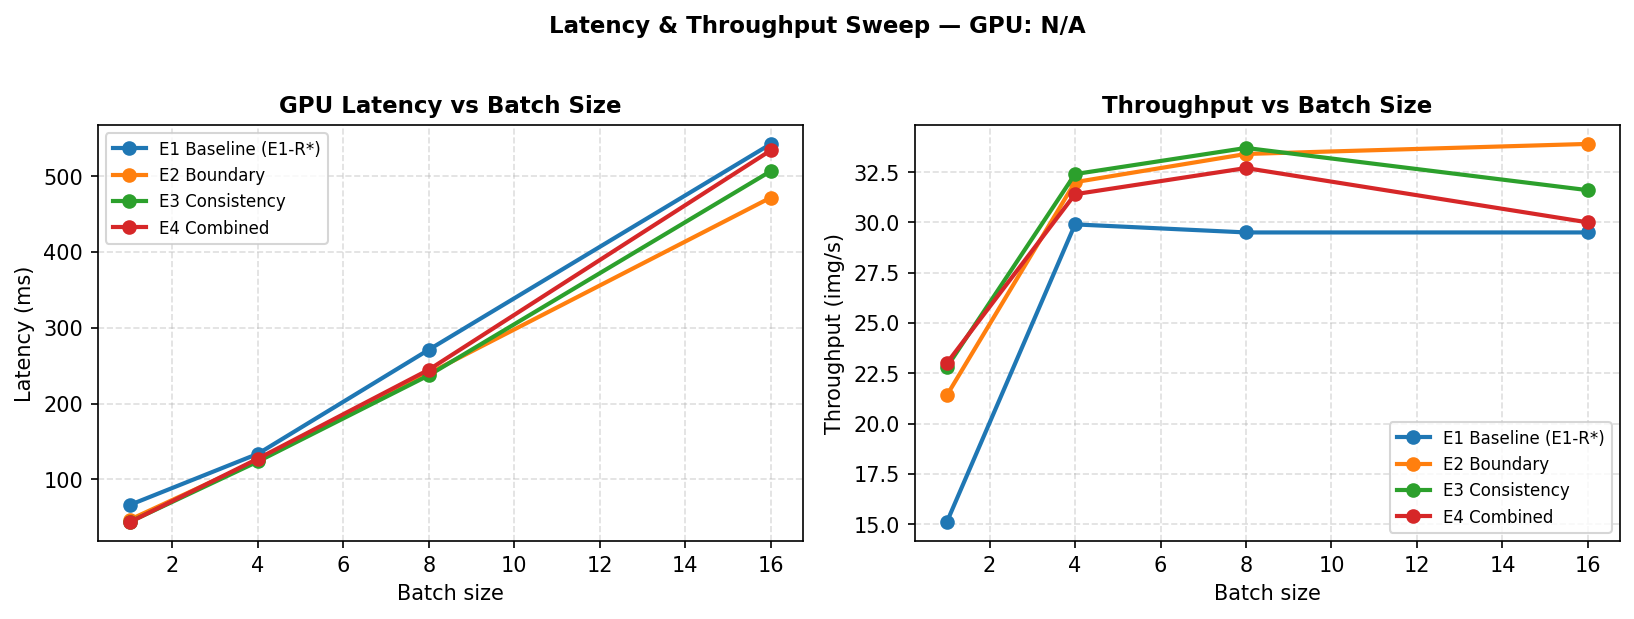 Latency & Throughput Sweep — GPU: N/A
GPU Latency vs Batch Size
E1 Baseline (E1-R*)
E2 Boundary
E3 Consistency
E4 Combined
Latency (ms)
500
400
300
200
100
2 4 6 8 10 12 14 16
Batch size
Throughput vs Batch Size
Throughput (img/s)
32.5
30.0
27.5
25.0
22.5
20.0
17.5
15.0
E1 Baseline (E1-R*)
E2 Boundary
E3 Consistency
E4 Combined
2 4 6 8 10 12 14 16
Batch size